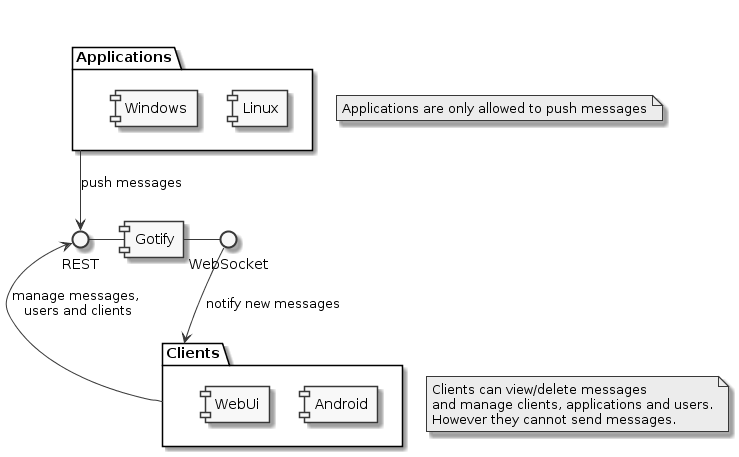 Applications
Windows
Linux
Applications are only allowed to push messages
push messages
Gotify
REST
WebSocket
manage messages,
users and clients
notify new messages
Clients
WebUi
Android
Clients can view/delete messages
and manage clients, applications and users.
However they cannot send messages.